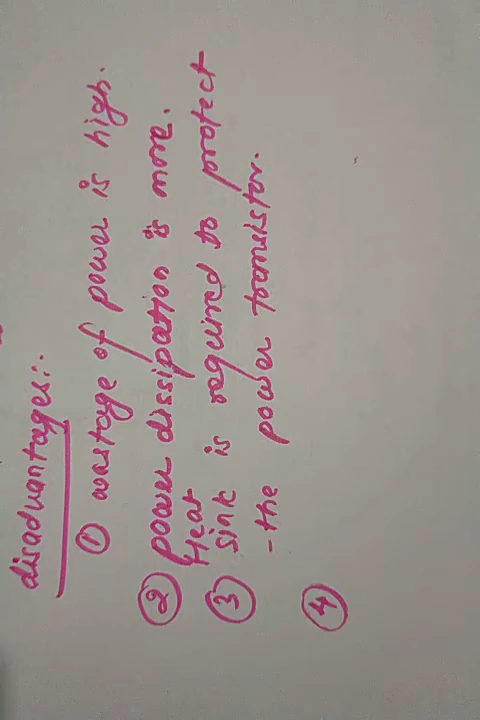 disadvantages:-
① wastage of power is high.
② power dissipation is more.
Heat
③ sink is required to protect
- the power transistor.
④